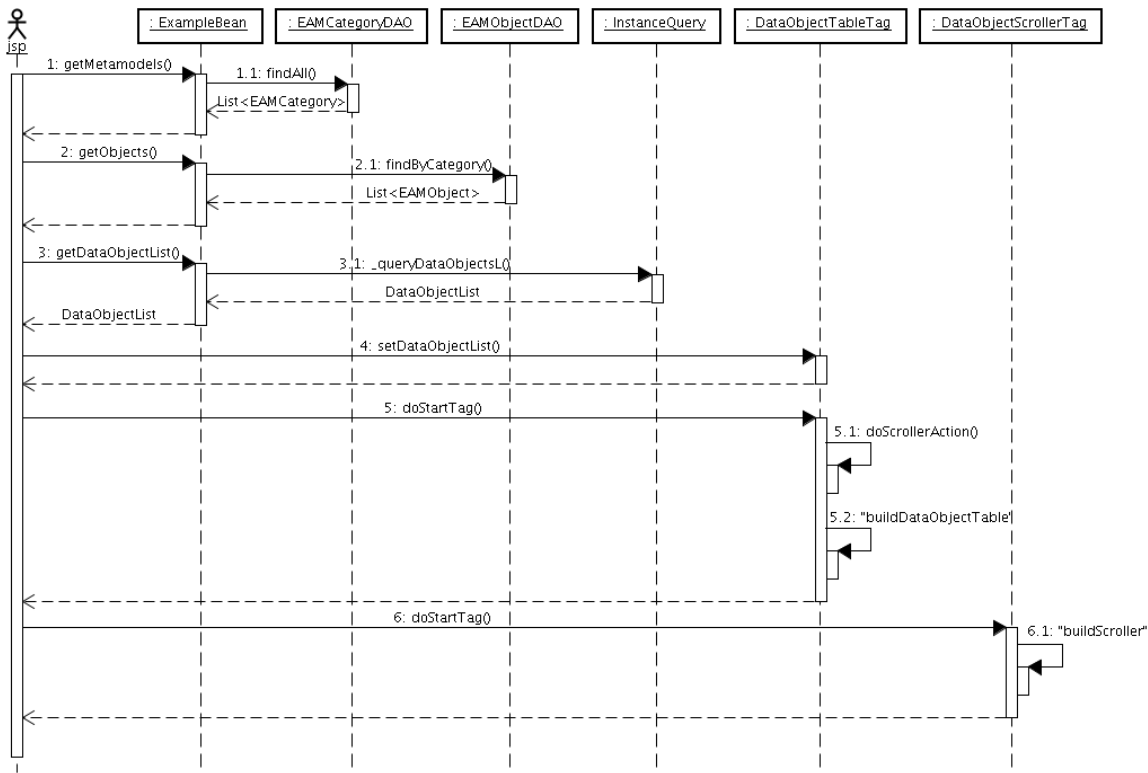 : ExampleBean
: EAMCategoryDAO
: EAMObjectDAO
: InstanceQuery
: DataObjectTableTag
: DataObjectScrollerTag
jsp
1: getMetamodels()
1.1: findAll()
List<EAMCategory>
2: getObjects()
2.1: findByCategory()
List<EAMObject>
3: getDataObjectList()
3.1: _queryDataObjectsL()
DataObjectList
DataObjectList
4: setDataObjectList()
5: doStartTag()
5.1: doScrollerAction()
5.2: "buildDataObjectTable"
6: doStartTag()
6.1: "buildScroller"